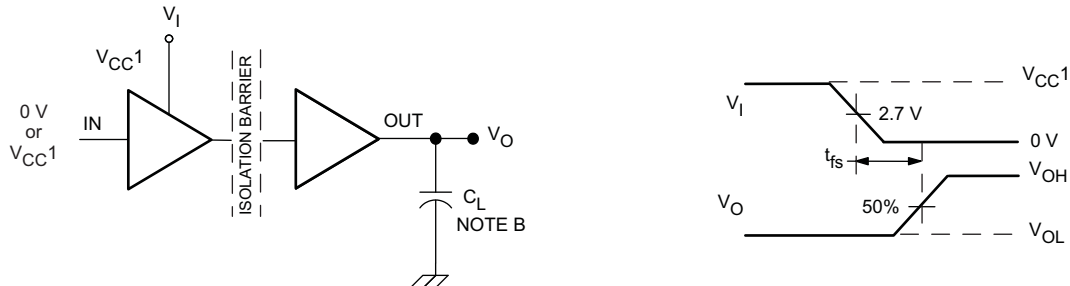 V_I
V_CC1
0 V
or
V_CC1
IN
ISOLATION BARRIER
OUT
V_O
C_L
NOTE B
V_I
V_CC1
2.7 V
0 V
t_fs
V_OH
V_O
50%
V_OL